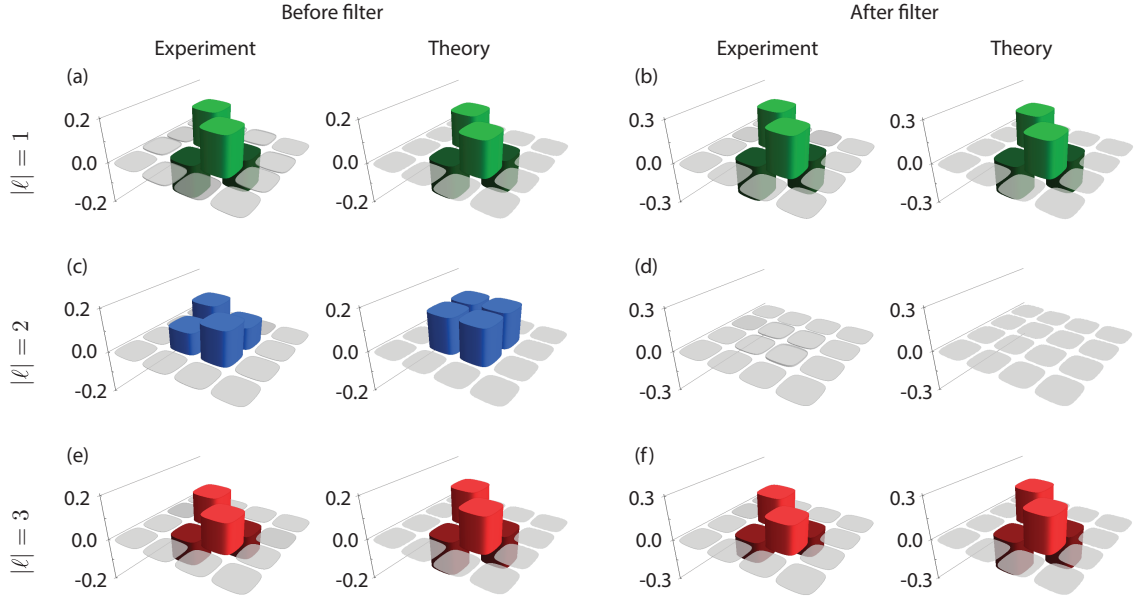 Before filter
After filter
Experiment
Theory
Experiment
Theory
(a)
(b)
|ℓ| = 1
0.2
0.0
-0.2
0.2
0.0
-0.2
0.3
0.0
-0.3
0.3
0.0
-0.3
(c)
(d)
|ℓ| = 2
0.2
0.0
-0.2
0.2
0.0
-0.2
0.3
0.0
-0.3
0.3
0.0
-0.3
(e)
(f)
|ℓ| = 3
0.2
0.0
-0.2
0.2
0.0
-0.2
0.3
0.0
-0.3
0.3
0.0
-0.3